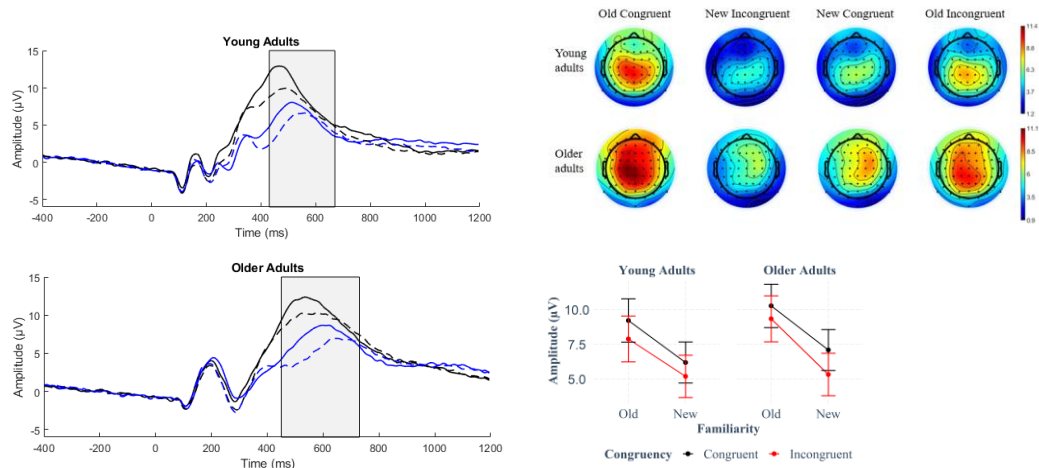 Young Adults
15
10
5
0
-5
Amplitude (µV)
-400 -200 0 200 400 600 800 1000 1200
Time (ms)
Older Adults
15
10
5
0
-5
Amplitude (µV)
-400 -200 0 200 400 600 800 1000 1200
Time (ms)
Old Congruent New Incongruent New Congruent Old Incongruent
Young
adults
11.6
8.5
6.1
3.7
1.2
Older
adults
11.1
8.5
6
3.5
0.9
Young Adults Older Adults
10.0
7.5
5.0
Amplitude (µV)
Old New Old New
Familiarity
Congruency Congruent Incongruent